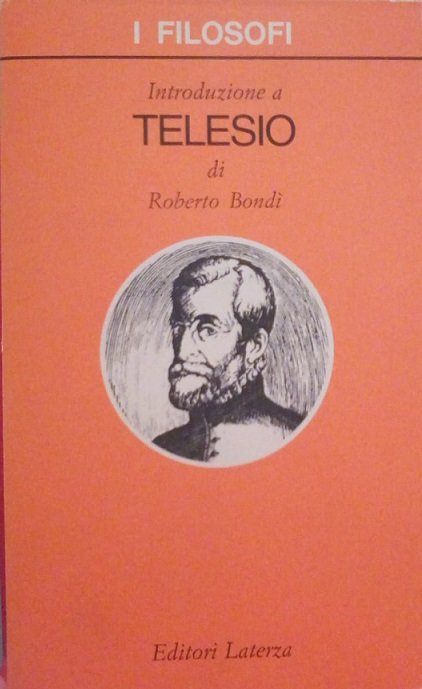 I FILOSOFI
Introduzione a
TELESIO
di
Roberto Bondì
Editori Laterza